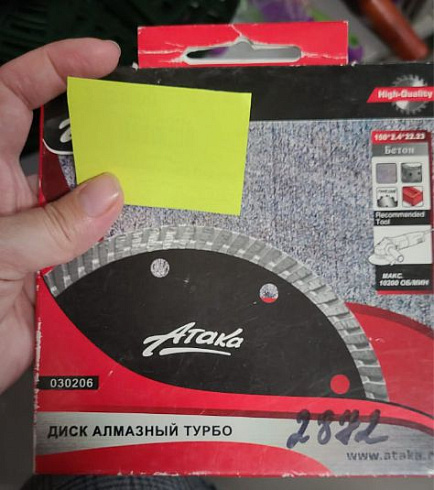 High-Quality
150*2.4*22.23
Бетон
Recommended
Tool
МАКС.
10200 ОБ/МИН
Атака
030206
ДИСК АЛМАЗНЫЙ ТУРБО
2872
www.ataka.